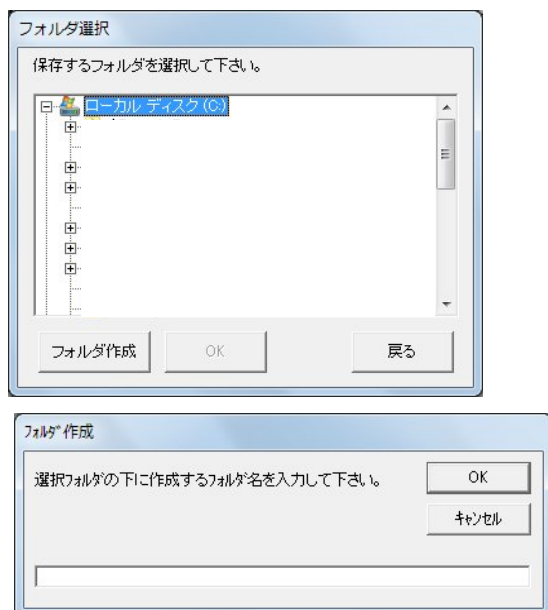 フォルダ選択
保存するフォルダを選択して下さい。
ローカル ディスク (C:)
フォルダ作成 OK 戻る
フォルダ作成
選択フォルダの下に作成するフォルダ名を入力して下さい。
OK
キャンセル